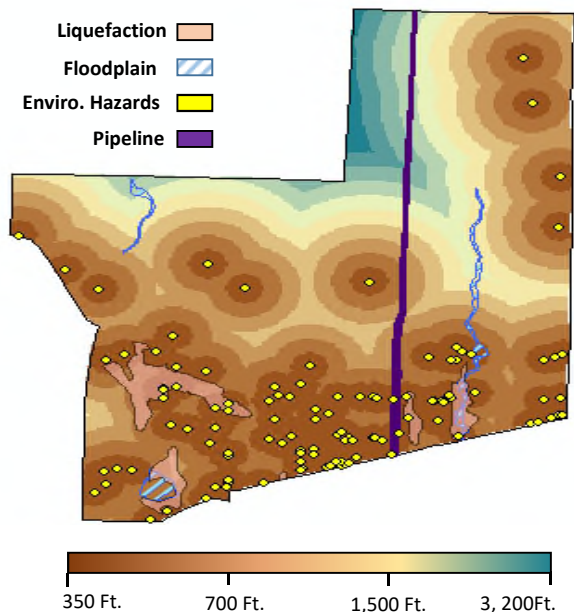 Liquefaction
Floodplain
Enviro. Hazards
Pipeline
350 Ft. 700 Ft. 1,500 Ft. 3, 200Ft.